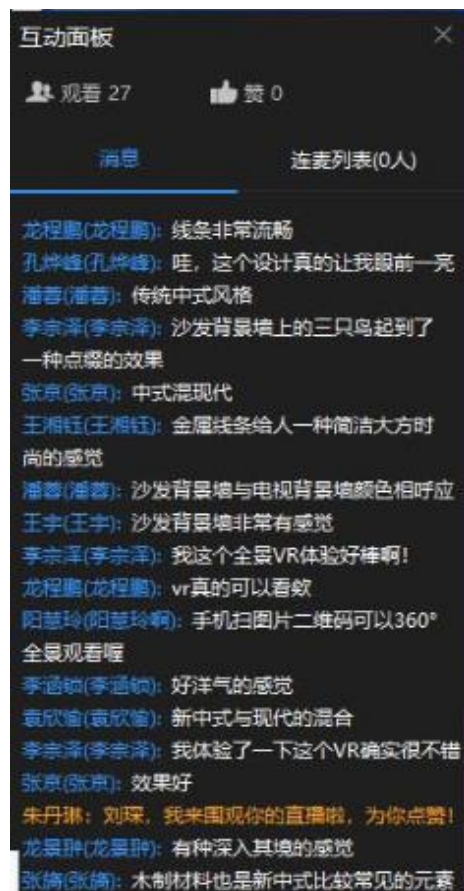 互动面板
观看 27 赞 0
消息 连麦列表(0人)
龙程鹏(龙程鹏): 线条非常流畅
孔烨峰(孔烨峰): 哇，这个设计真的让我眼前一亮
潘蓉(潘蓉): 传统中式风格
李宗泽(李宗泽): 沙发背景墙上的三只鸟起到了
一种点缀的效果
张京(张京): 中式混现代
王湘钰(王湘钰): 金属线条给人一种简洁大方时
尚的感觉
潘蓉(潘蓉): 沙发背景墙与电视背景墙颜色相呼应
王宇(王宇): 沙发背景墙非常有感觉
李宗泽(李宗泽): 我这个全景VR体验好棒啊!
龙程鹏(龙程鹏): vr真的可以看欸
阳慧玲(阳慧玲啊): 手机扫图片二维码可以360°
全景观看喔
李涵锁(李涵锁): 好洋气的感觉
袁欣愉(袁欣愉): 新中式与现代的混合
李宗泽(李宗泽): 我体验了一下这个VR确实很不错
张京(张京): 效果好
朱丹琳: 刘琛，我来围观你的直播啦，为你点赞!
龙景翀(龙景翀): 有种深入其境的感觉
木制材料也是新中式比较常见的元素